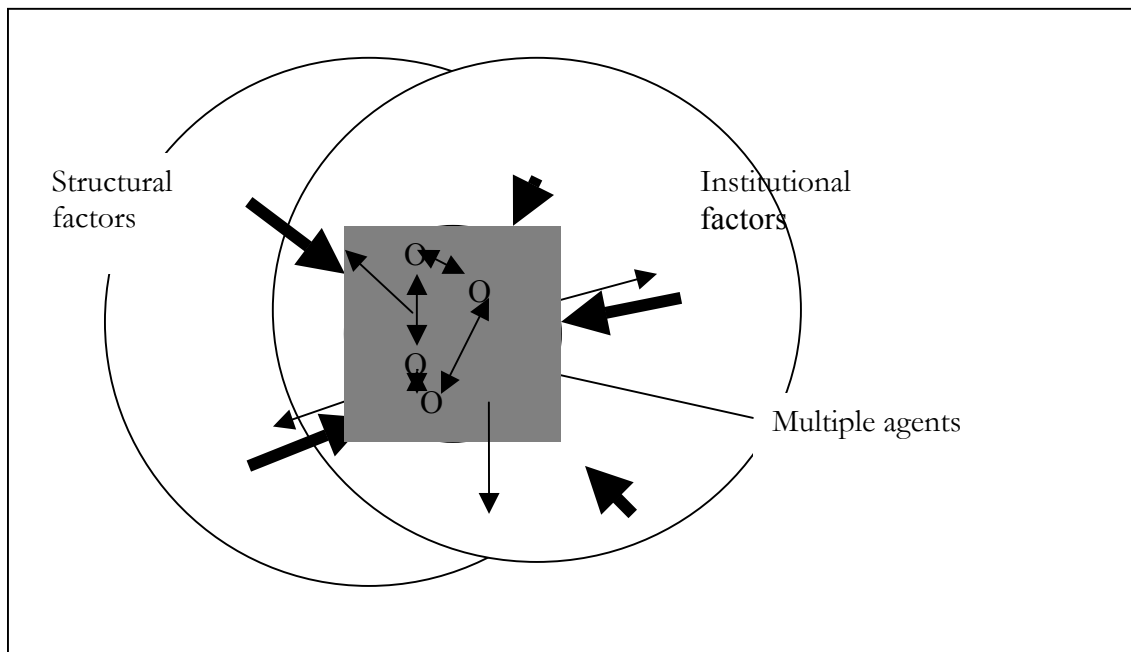 Structural
factors
Institutional
factors
O
O
O
O
Multiple agents